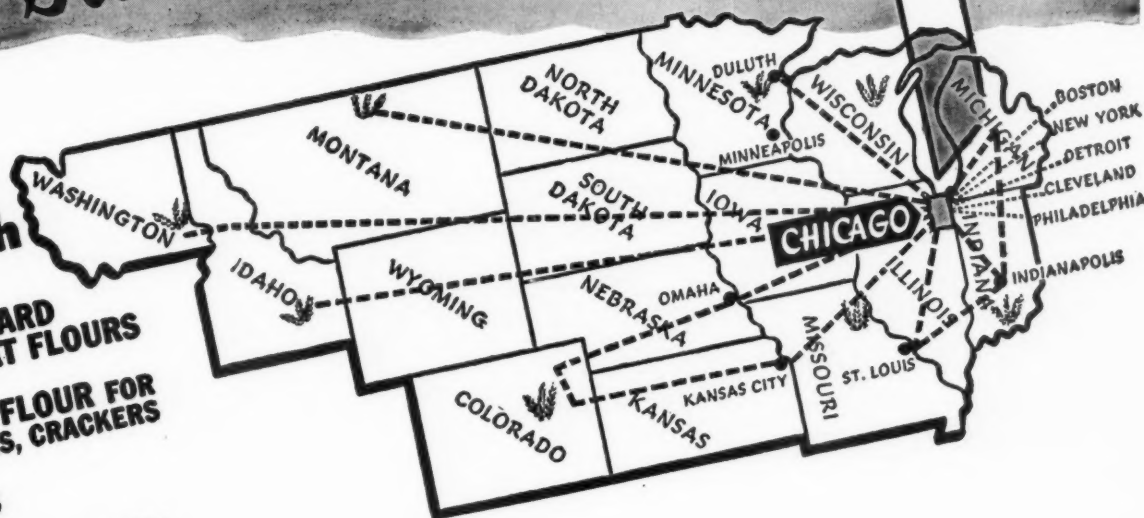 ARD
T FLOURS
FLOUR FOR
S, CRACKERS
WASHINGTON
IDAHO
MONTANA
WYOMING
COLORADO
NORTH
DAKOTA
SOUTH
DAKOTA
NEBRASKA
OMAHA
KANSAS
KANSAS CITY
MINNESOTA
DULUTH
MINNEAPOLIS
IOWA
MISSOURI
ST. LOUIS
WISCONSIN
CHICAGO
ILLINOIS
MICHIGAN
INDIANA
INDIANAPOLIS
BOSTON
NEW YORK
DETROIT
CLEVELAND
PHILADELPHIA